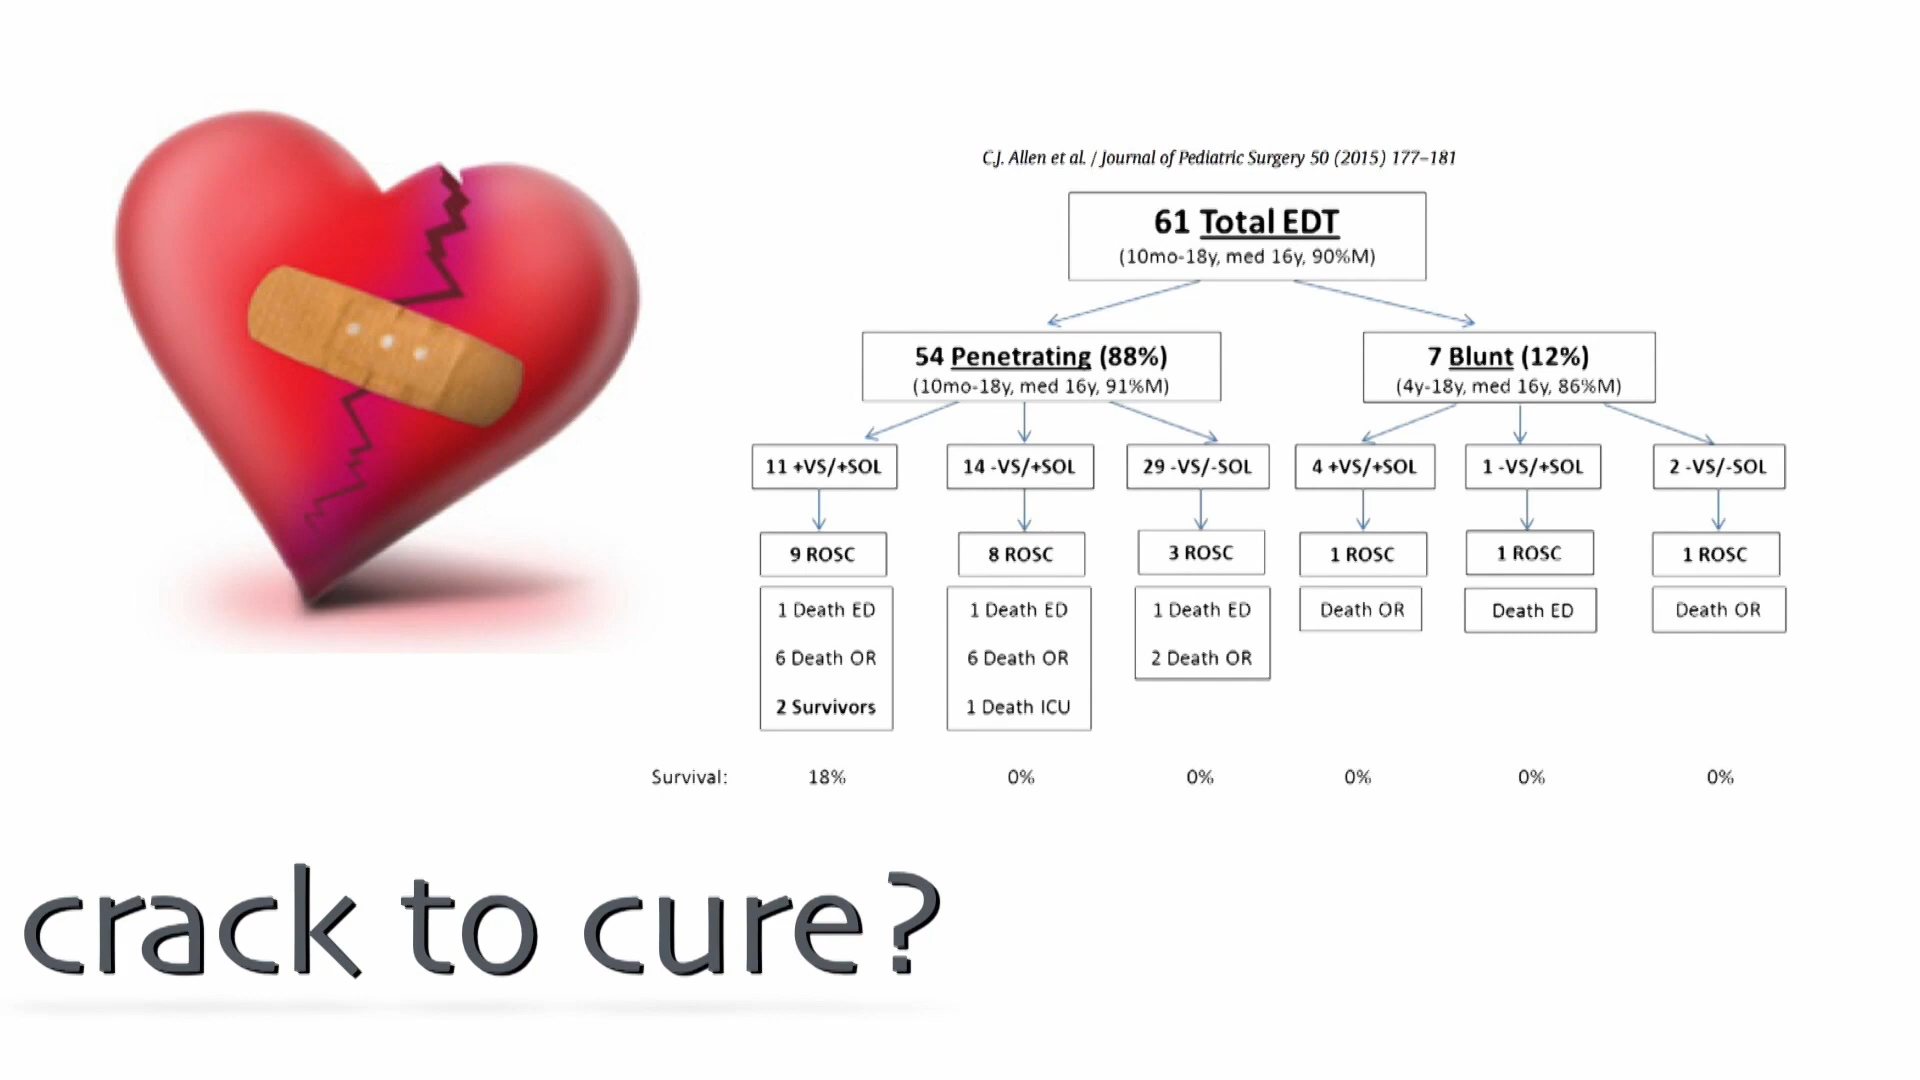 C.J. Allen et al. / Journal of Pediatric Surgery 50 (2015) 177–181
61 Total EDT
(10mo-18y, med 16y, 90%M)
54 Penetrating (88%)
(10mo-18y, med 16y, 91%M)
7 Blunt (12%)
(4y-18y, med 16y, 86%M)
11 +VS/+SOL
14 -VS/+SOL
29 -VS/-SOL
4 +VS/+SOL
1 -VS/+SOL
2 -VS/-SOL
9 ROSC
8 ROSC
3 ROSC
1 ROSC
1 ROSC
1 ROSC
1 Death ED
6 Death OR
2 Survivors
1 Death ED
6 Death OR
1 Death ICU
1 Death ED
2 Death OR
Death OR
Death ED
Death OR
Survival: 18% 0% 0% 0% 0% 0%
crack to cure?